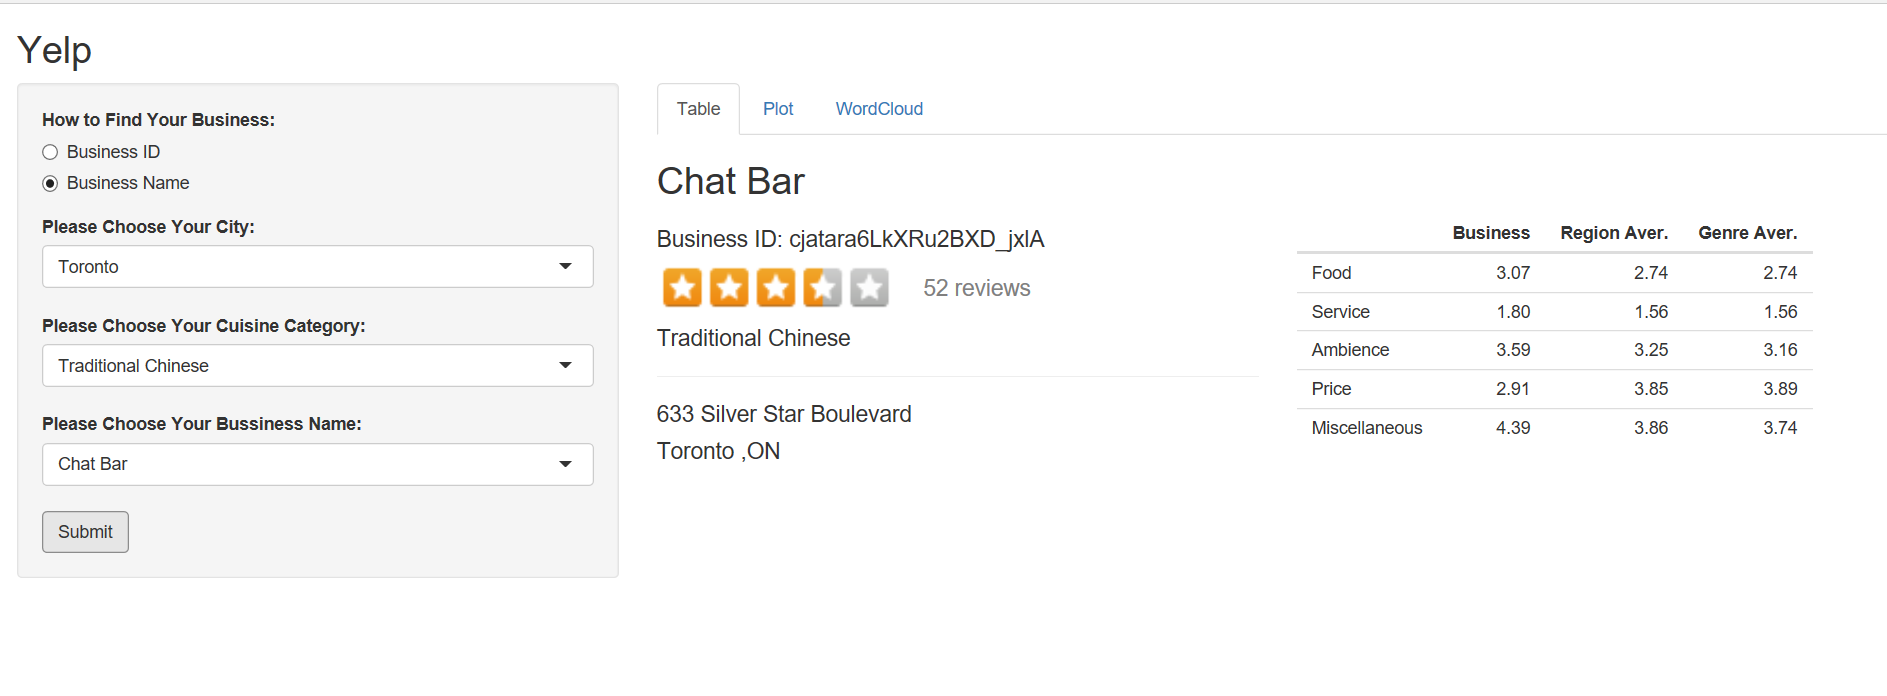 Yelp
How to Find Your Business:
Business ID
Business Name
Please Choose Your City:
Toronto
Please Choose Your Cuisine Category:
Traditional Chinese
Please Choose Your Bussiness Name:
Chat Bar
Submit
Table Plot WordCloud
Chat Bar
Business ID: cjatara6LkXRu2BXD_jxlA
52 reviews
Traditional Chinese
633 Silver Star Boulevard
Toronto ,ON
Business Region Aver. Genre Aver.
Food 3.07 2.74 2.74
Service 1.80 1.56 1.56
Ambience 3.59 3.25 3.16
Price 2.91 3.85 3.89
Miscellaneous 4.39 3.86 3.74